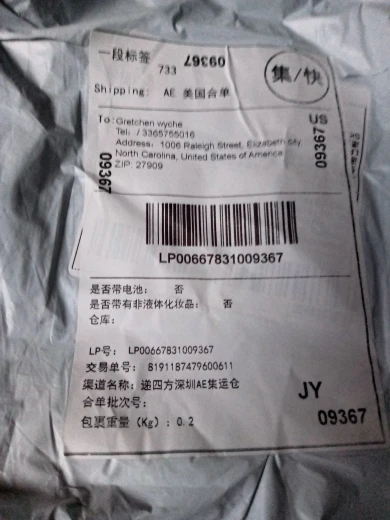 一段标签
733
09367
集/快
Shipping: AE 美国合单
US
To: Gretchen wyche
Tel: /3365755016
Address: 1006 Raleigh Street, Elizabeth city,
North Carolina, United States of America
ZIP: 27909
09367
09367
LP00667831009367
是否带电池: 否
是否带有非液体化妆品: 否
仓库:
LP号: LP00667831009367
交易单号: 8191187479600611
渠道名称: 递四方深圳AE集运仓
合单批次号:
包裹重量 (Kg): 0.2
JY
09367